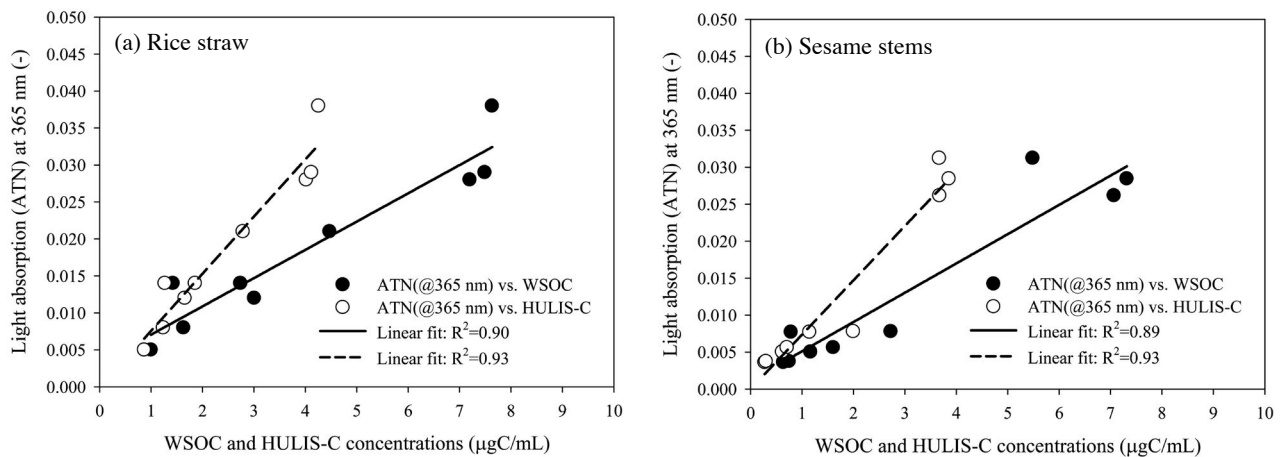 (a) Rice straw
Light absorption (ATN) at 365 nm (-)
0.050
0.045
0.040
0.035
0.030
0.025
0.020
0.015
0.010
0.005
0.000
ATN(@365 nm) vs. WSOC
ATN(@365 nm) vs. HULIS-C
Linear fit: R²=0.90
Linear fit: R²=0.93
0 1 2 3 4 5 6 7 8 9 10
WSOC and HULIS-C concentrations (μgC/mL)
(b) Sesame stems
Light absorption (ATN) at 365 nm (-)
0.050
0.045
0.040
0.035
0.030
0.025
0.020
0.015
0.010
0.005
0.000
ATN(@365 nm) vs. WSOC
ATN(@365 nm) vs. HULIS-C
Linear fit: R²=0.89
Linear fit: R²=0.93
0 1 2 3 4 5 6 7 8 9 10
WSOC and HULIS-C concentrations (μgC/mL)